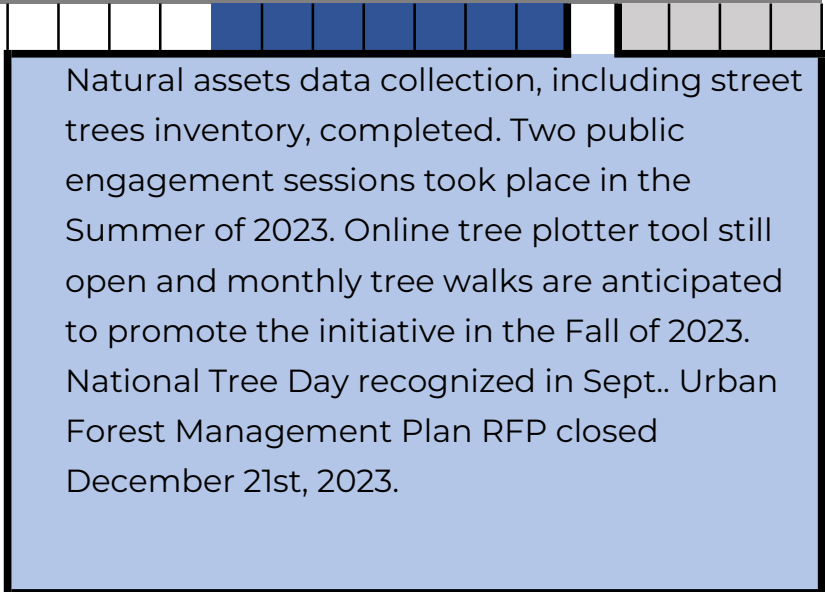 Natural assets data collection, including street
trees inventory, completed. Two public
engagement sessions took place in the
Summer of 2023. Online tree plotter tool still
open and monthly tree walks are anticipated
to promote the initiative in the Fall of 2023.
National Tree Day recognized in Sept.. Urban
Forest Management Plan RFP closed
December 21st, 2023.